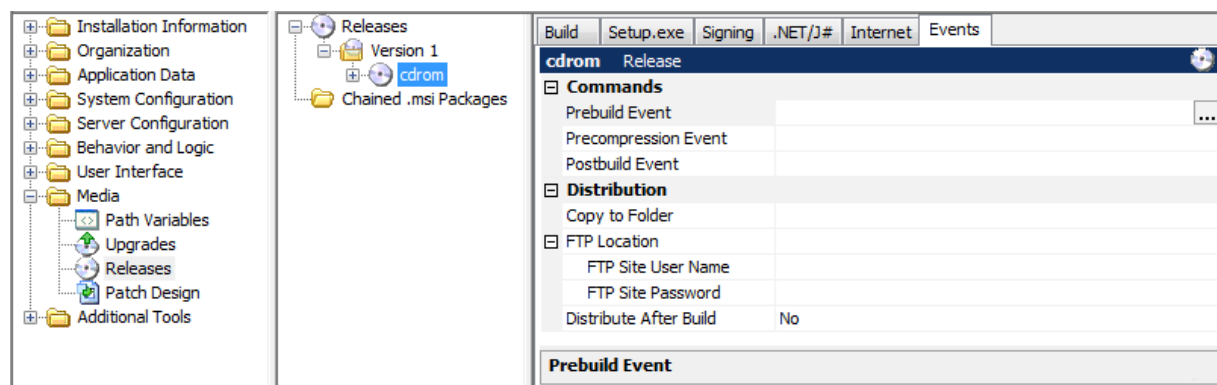 Installation Information
Organization
Application Data
System Configuration
Server Configuration
Behavior and Logic
User Interface
Media
Path Variables
Upgrades
Releases
Patch Design
Additional Tools
Releases
Version 1
cdrom
Chained .msi Packages
Build Setup.exe Signing .NET/J# Internet Events
cdrom Release
Commands
Prebuild Event ...
Precompression Event
Postbuild Event
Distribution
Copy to Folder
FTP Location
FTP Site User Name
FTP Site Password
Distribute After Build No
Prebuild Event